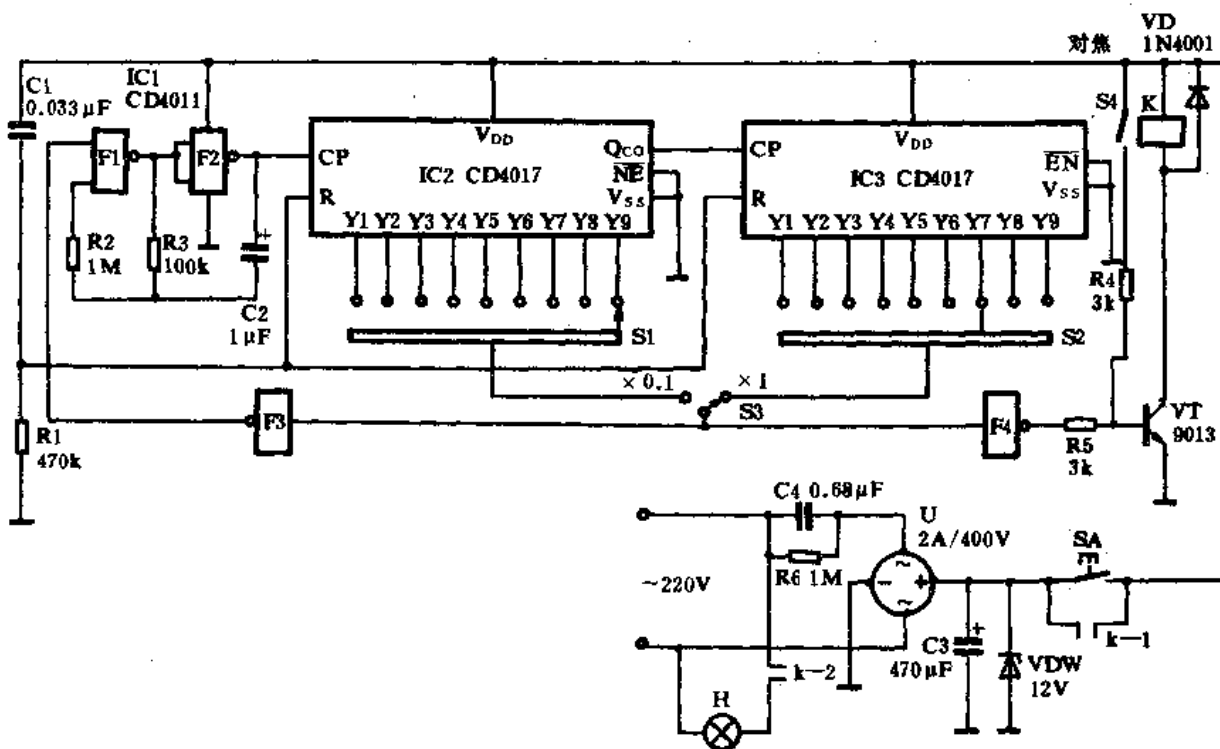 对焦
VD
1N4001
C1
0.033μF
IC1
CD4011
S4
K
F1
F2
CP
VDD
QCO
IC2 CD4017
NE
R
VSS
Y1 Y2 Y3 Y4 Y5 Y6 Y7 Y8 Y9
CP
VDD
EN
IC3 CD4017
R
VSS
Y1 Y2 Y3 Y4 Y5 Y6 Y7 Y8 Y9
R2
1M
R3
100k
C2
1μF
R4
3k
S1
S2
×0.1
×1
S3
R1
470k
F3
F4
R5
3k
VT
9013
C4 0.68μF
U
2A/400V
R6 1M
SA
E
~220V
~
-
+
~
k-1
C3
470μF
+
VDW
12V
k-2
H
+